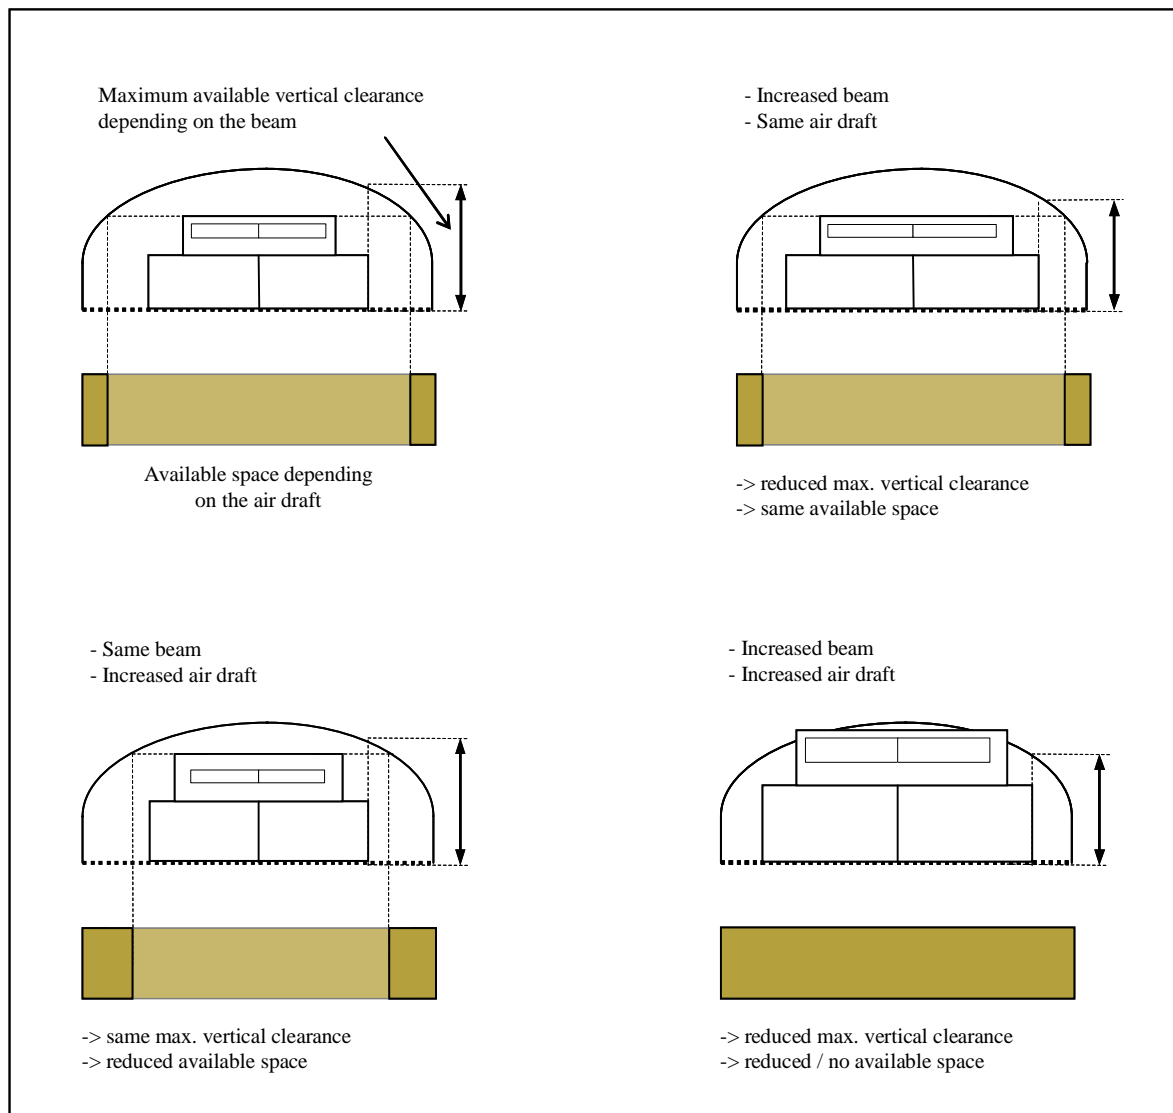 Maximum available vertical clearance
depending on the beam
- Increased beam
- Same air draft
Available space depending
on the air draft
-> reduced max. vertical clearance
-> same available space
- Same beam
- Increased air draft
- Increased beam
- Increased air draft
-> same max. vertical clearance
-> reduced available space
-> reduced max. vertical clearance
-> reduced / no available space